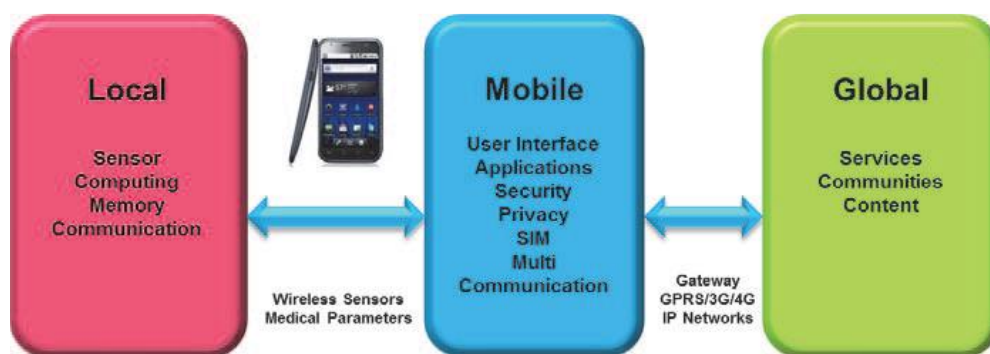 Local
Sensor
Computing
Memory
Communication
Wireless Sensors
Medical Parameters
Mobile
User Interface
Applications
Security
Privacy
SIM
Multi
Communication
Gateway
GPRS/3G/4G
IP Networks
Global
Services
Communities
Content